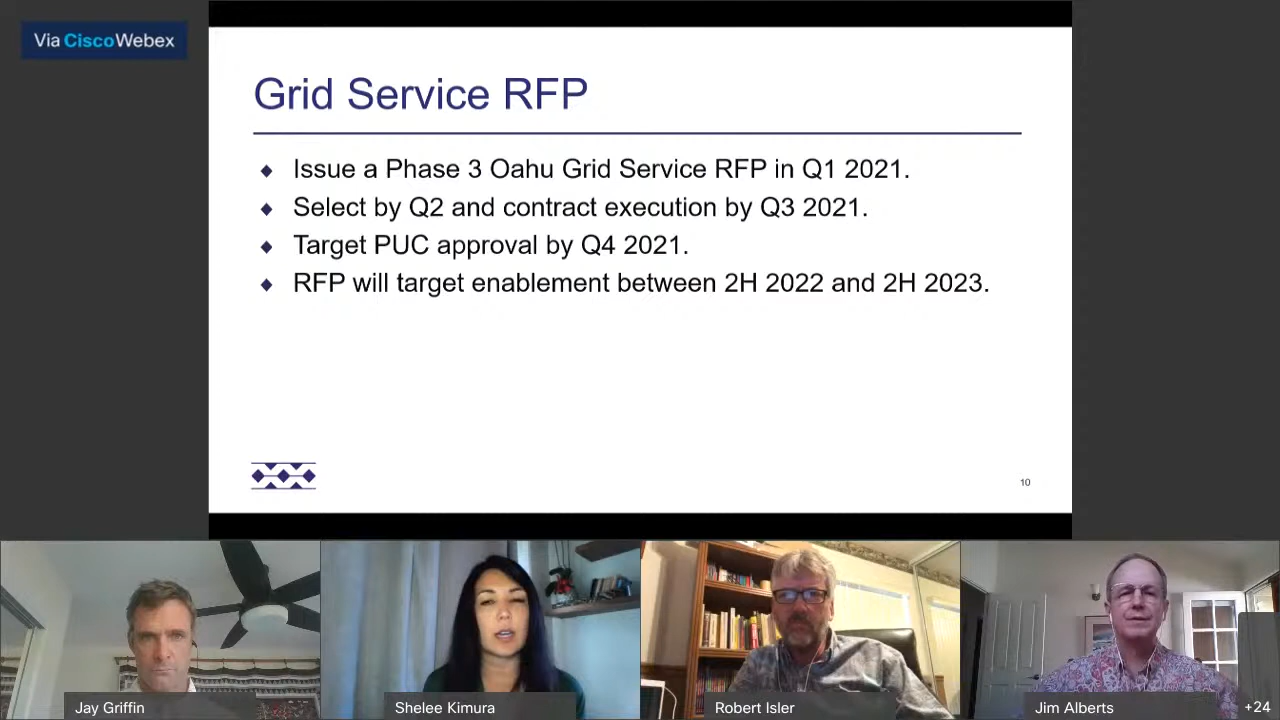 Via Cisco Webex
Grid Service RFP
Issue a Phase 3 Oahu Grid Service RFP in Q1 2021.
Select by Q2 and contract execution by Q3 2021.
Target PUC approval by Q4 2021.
RFP will target enablement between 2H 2022 and 2H 2023.
10
Jay Griffin
Shelee Kimura
Robert Isler
Jim Alberts
+24